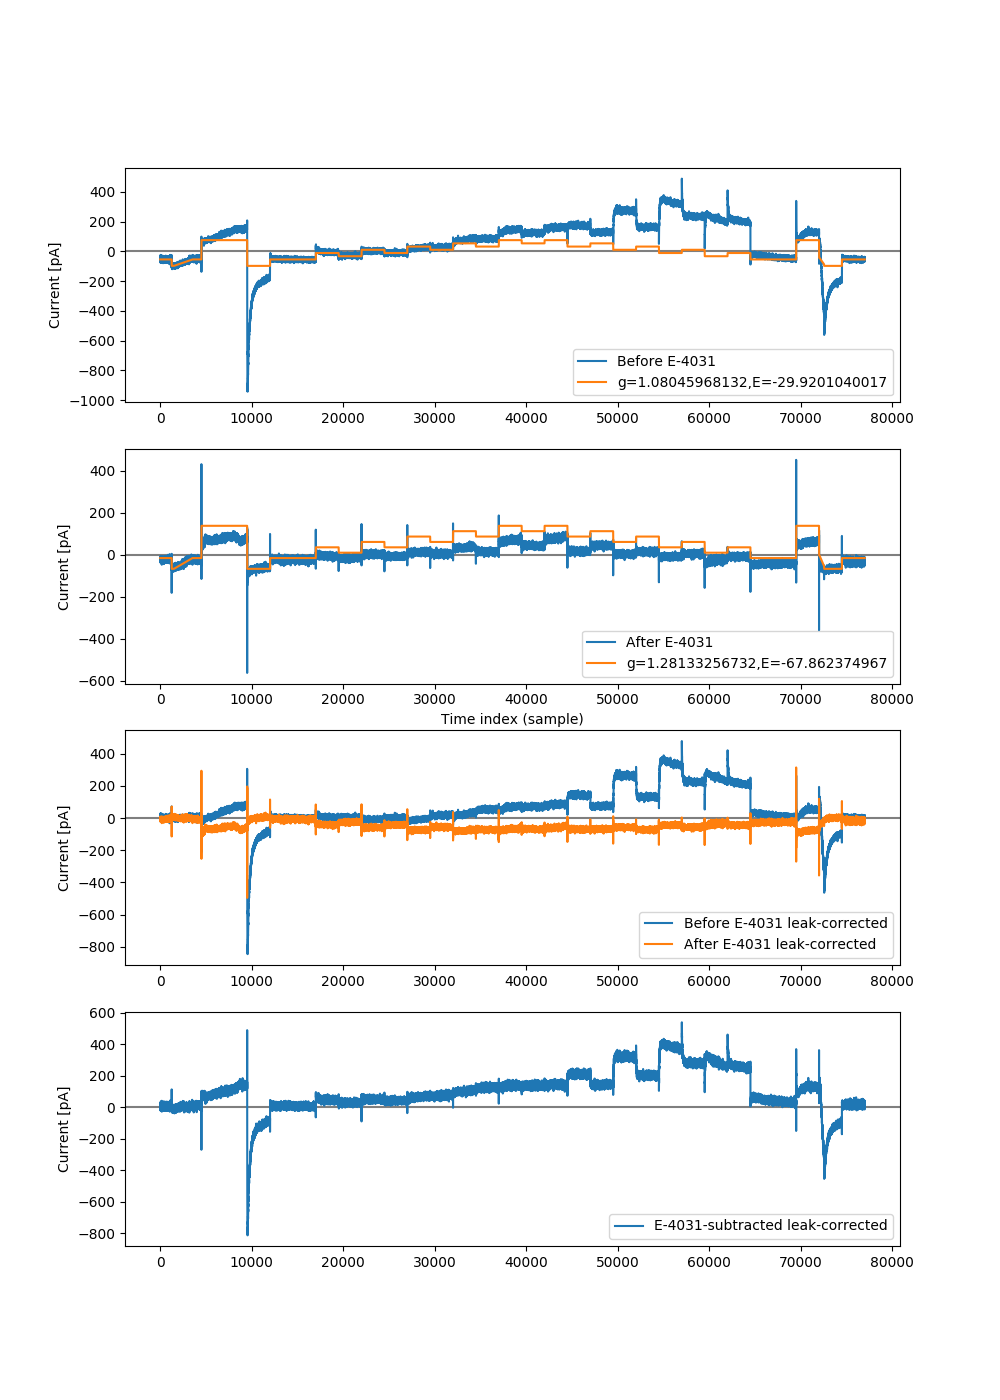 400
200
0
−200
−400
−600
−800
−1000
Current [pA]
Before E-4031
g=1.08045968132,E=-29.9201040017
0 10000 20000 30000 40000 50000 60000 70000 80000
400
200
0
−200
−400
−600
Current [pA]
After E-4031
g=1.28133256732,E=-67.862374967
0 10000 20000 30000 40000 50000 60000 70000 80000
Time index (sample)
400
200
0
−200
−400
−600
−800
Current [pA]
Before E-4031 leak-corrected
After E-4031 leak-corrected
0 10000 20000 30000 40000 50000 60000 70000 80000
600
400
200
0
−200
−400
−600
−800
Current [pA]
E-4031-subtracted leak-corrected
0 10000 20000 30000 40000 50000 60000 70000 80000